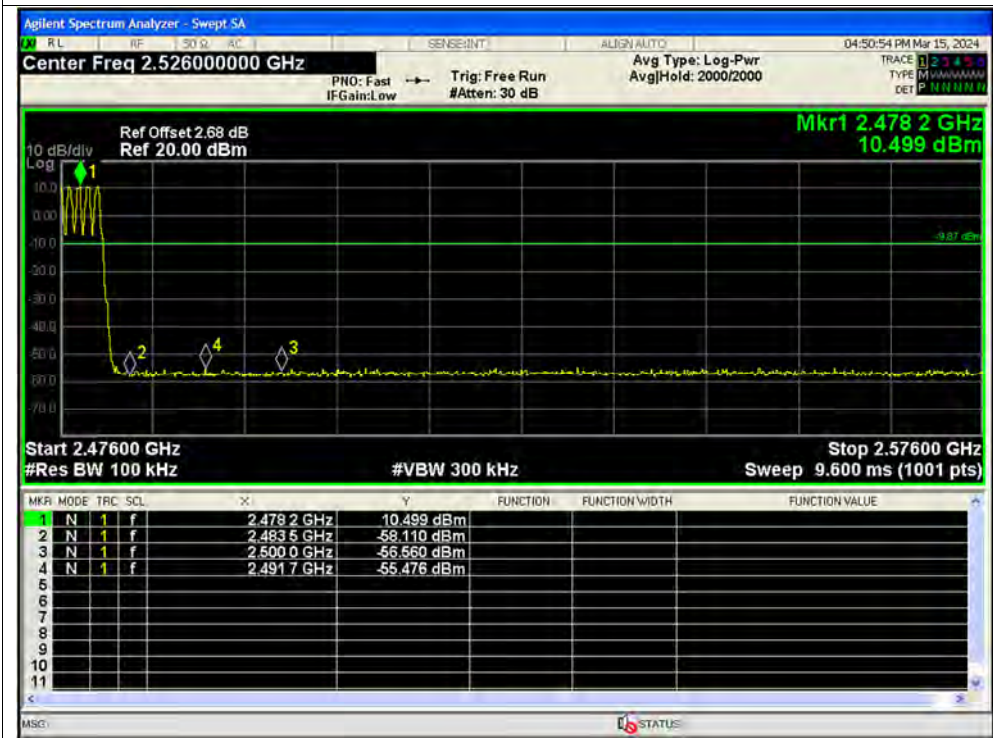 Agilent Spectrum Analyzer - Swept SA
RL RF 50 Ω AC SENSE:INT ALIGN AUTO 04:50:54 PM Mar 15, 2024
Center Freq 2.526000000 GHz Avg Type: Log-Pwr TRACE 1 2 3 4 5 6
PNO: Fast Trig: Free Run Avg|Hold: 2000/2000 TYPE M
IFGain:Low #Atten: 30 dB DET P N N N N N
Mkr1 2.478 2 GHz
10.499 dBm
Ref Offset 2.68 dB
10 dB/div Ref 20.00 dBm
Log
1
10.0
0.00
-10.0
-9.87 dBm
-20.0
-30.0
-40.0
-50.0
2 4 3
-60.0
-70.0
Start 2.47600 GHz Stop 2.57600 GHz
#Res BW 100 kHz #VBW 300 kHz Sweep 9.600 ms (1001 pts)
MKR MODE TRC SCL X Y FUNCTION FUNCTION WIDTH FUNCTION VALUE
1 N 1 f 2.478 2 GHz 10.499 dBm
2 N 1 f 2.483 5 GHz -58.110 dBm
3 N 1 f 2.500 0 GHz -56.560 dBm
4 N 1 f 2.491 7 GHz -55.476 dBm
5
6
7
8
9
10
11
MSG STATUS